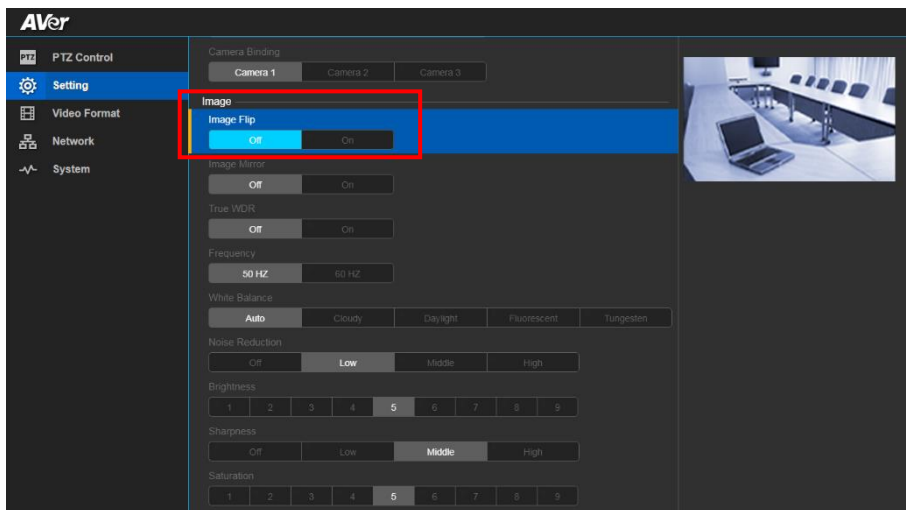 AVer
PTZ PTZ Control
Setting
Video Format
Network
System
Camera Binding
Camera 1 Camera 2 Camera 3
Image
Image Flip
Off On
Image Mirror
Off On
True WDR
Off On
Frequency
50 HZ 60 HZ
White Balance
Auto Cloudy Daylight Fluorescent Tungesten
Noise Reduction
Off Low Middle High
Brightness
1 2 3 4 5 6 7 8 9
Sharpness
Off Low Middle High
Saturation
1 2 3 4 5 6 7 8 9